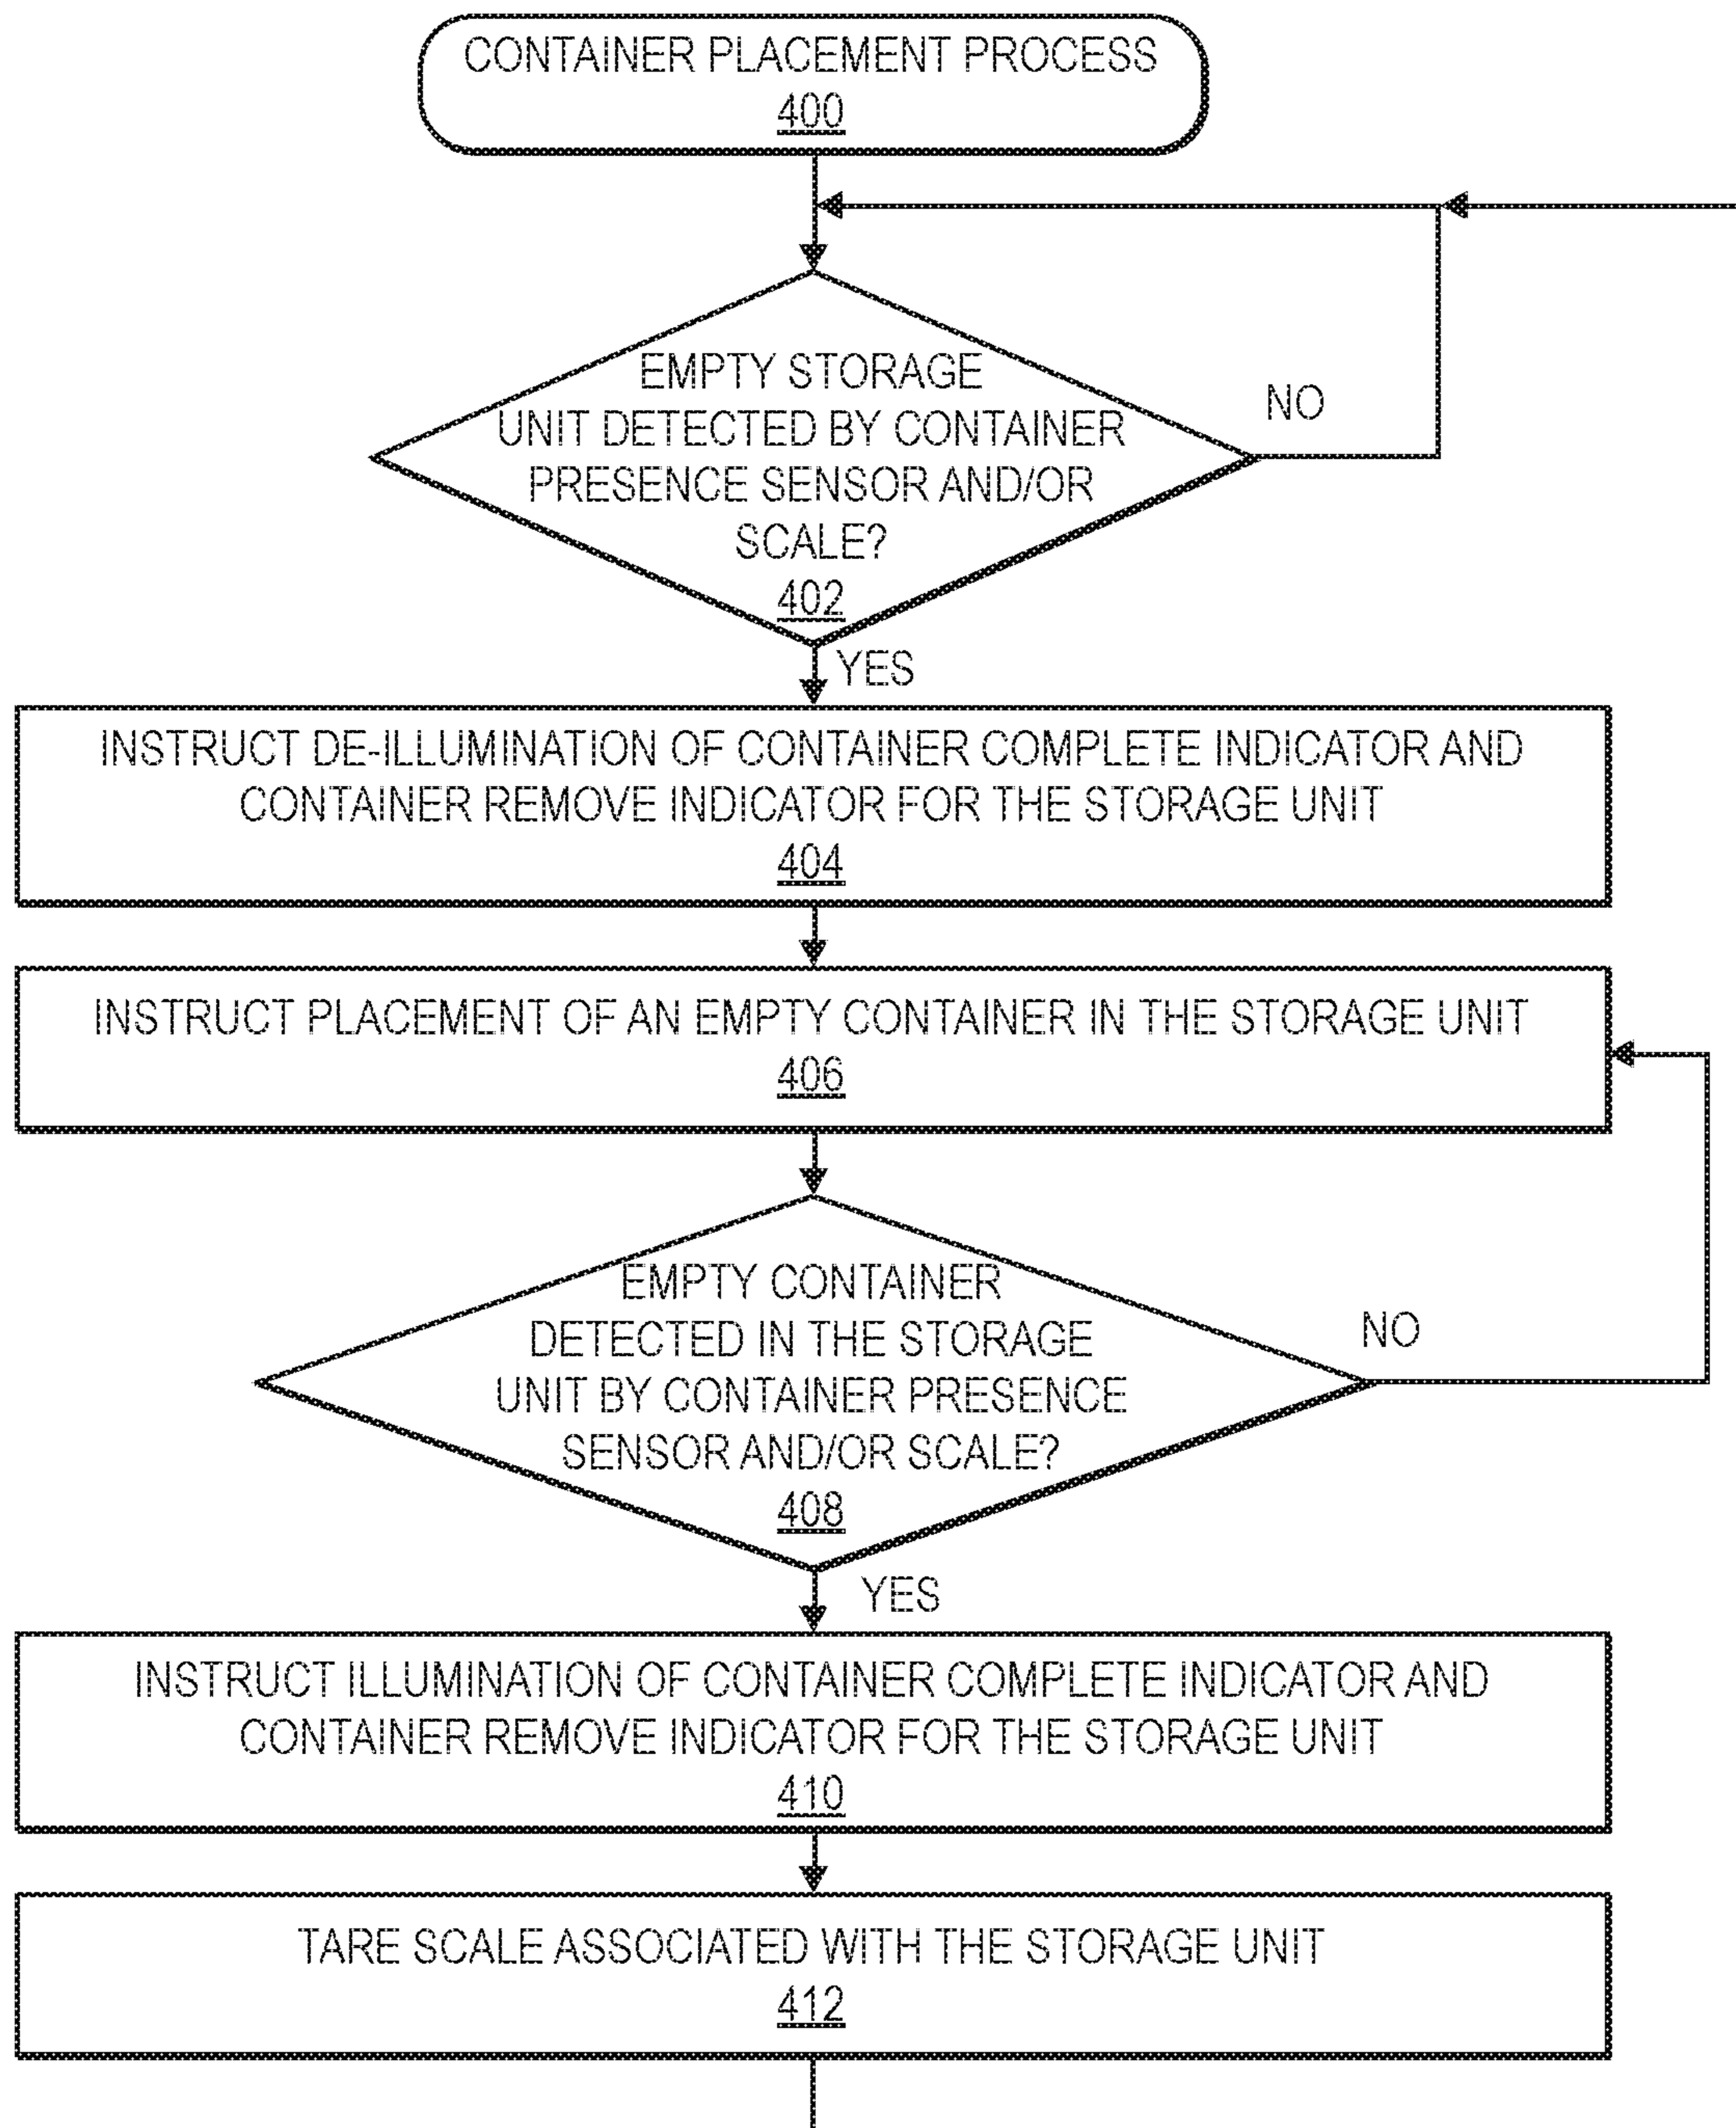 CONTAINER PLACEMENT PROCESS
400
EMPTY STORAGE
UNIT DETECTED BY CONTAINER
PRESENCE SENSOR AND/OR
SCALE?
402
NO
YES
INSTRUCT DE-ILLUMINATION OF CONTAINER COMPLETE INDICATOR AND
CONTAINER REMOVE INDICATOR FOR THE STORAGE UNIT
404
INSTRUCT PLACEMENT OF AN EMPTY CONTAINER IN THE STORAGE UNIT
406
EMPTY CONTAINER
DETECTED IN THE STORAGE
UNIT BY CONTAINER PRESENCE
SENSOR AND/OR SCALE?
408
NO
YES
INSTRUCT ILLUMINATION OF CONTAINER COMPLETE INDICATOR AND
CONTAINER REMOVE INDICATOR FOR THE STORAGE UNIT
410
TARE SCALE ASSOCIATED WITH THE STORAGE UNIT
412